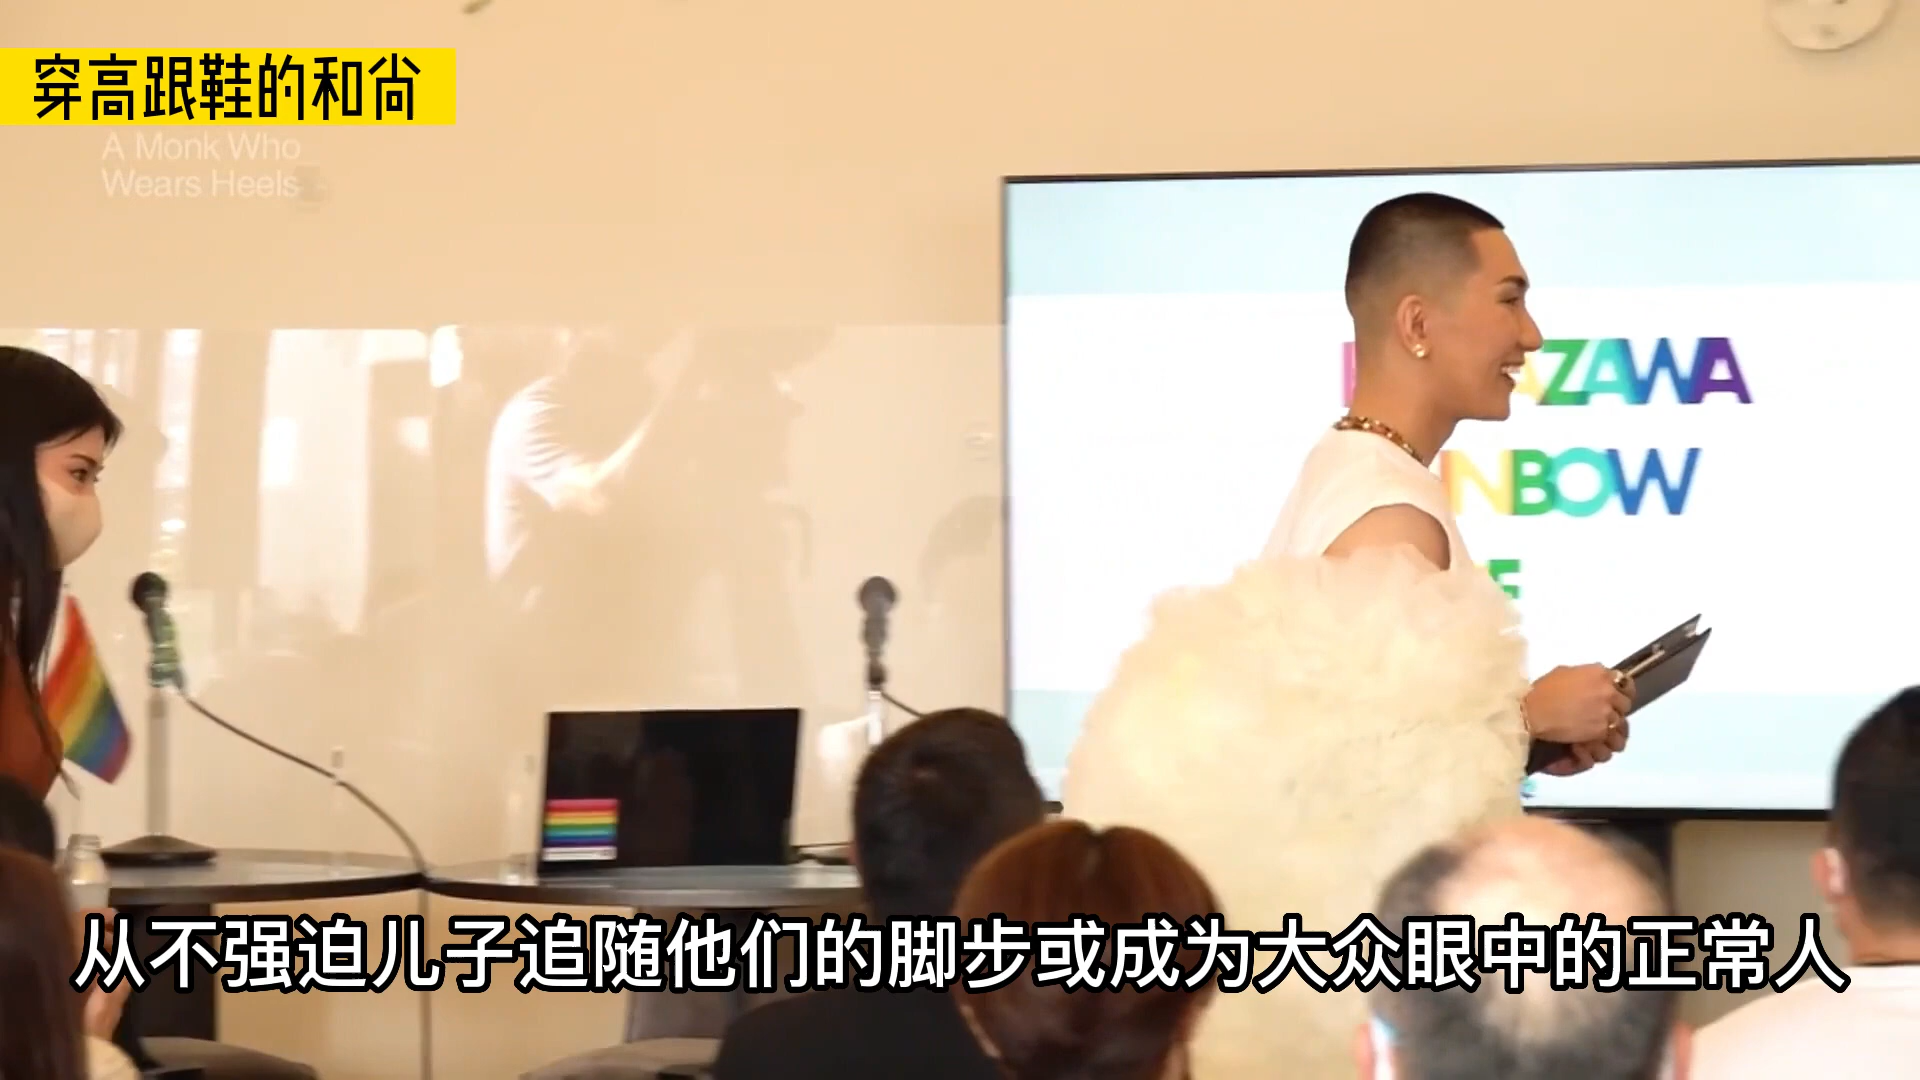 穿高跟鞋的和尚
A Monk Who
Wears Heels
AZAWA
NBOW
从不强迫儿子追随他们的脚步或成为大众眼中的正常人